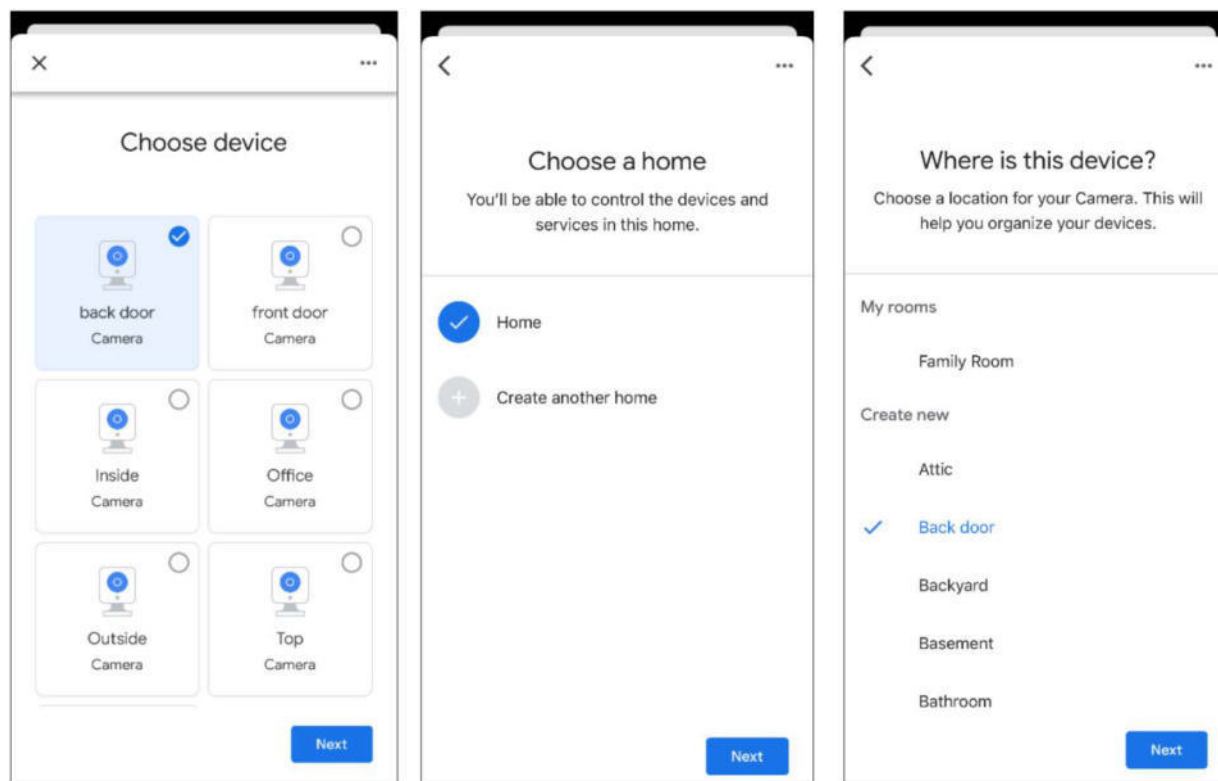 Choose device
back door
Camera
front door
Camera
Inside
Camera
Office
Camera
Outside
Camera
Top
Camera
Next
Choose a home
You'll be able to control the devices and
services in this home.
Home
Create another home
Next
Where is this device?
Choose a location for your Camera. This will
help you organize your devices.
My rooms
Family Room
Create new
Attic
Back door
Backyard
Basement
Bathroom
Next